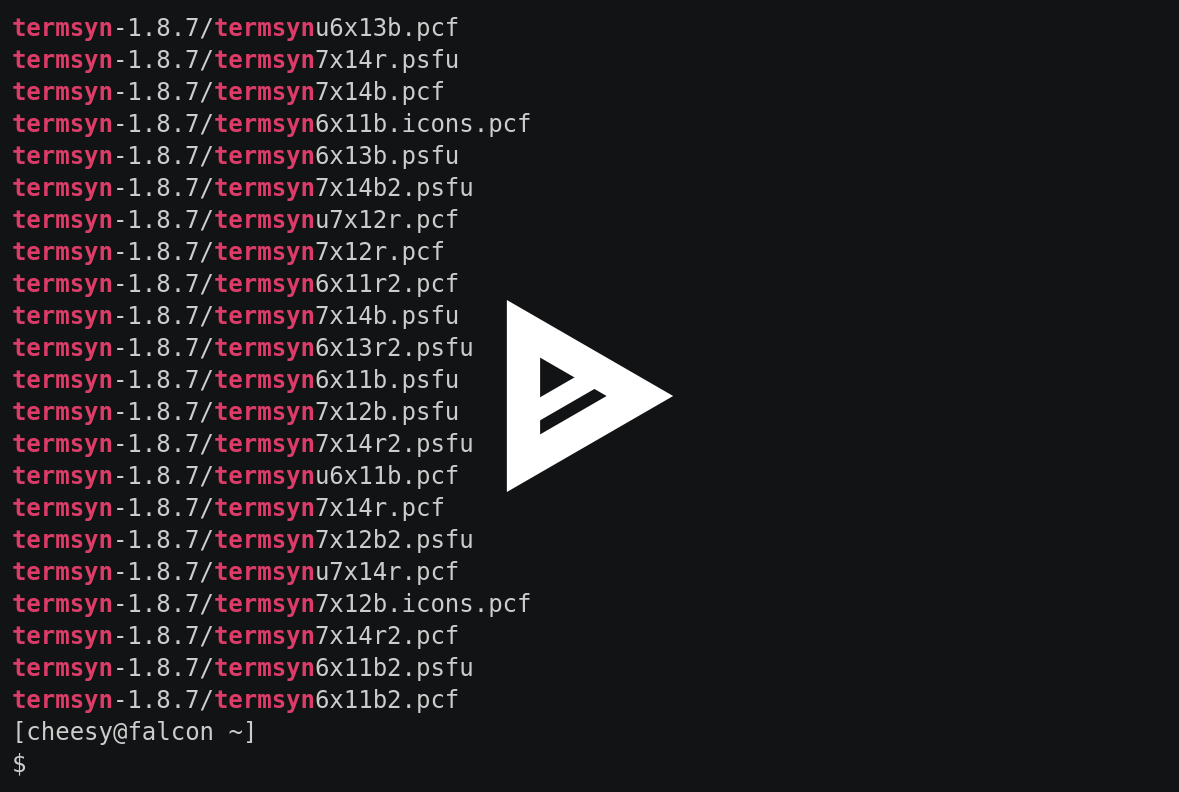 termsyn-1.8.7/termsynu6x13b.pcf
termsyn-1.8.7/termsyn7x14r.psfu
termsyn-1.8.7/termsyn7x14b.pcf
termsyn-1.8.7/termsyn6x11b.icons.pcf
termsyn-1.8.7/termsyn6x13b.psfu
termsyn-1.8.7/termsyn7x14b2.psfu
termsyn-1.8.7/termsynu7x12r.pcf
termsyn-1.8.7/termsyn7x12r.pcf
termsyn-1.8.7/termsyn6x11r2.pcf
termsyn-1.8.7/termsyn7x14b.psfu
termsyn-1.8.7/termsyn6x13r2.psfu
termsyn-1.8.7/termsyn6x11b.psfu
termsyn-1.8.7/termsyn7x12b.psfu
termsyn-1.8.7/termsyn7x14r2.psfu
termsyn-1.8.7/termsynu6x11b.pcf
termsyn-1.8.7/termsyn7x14r.pcf
termsyn-1.8.7/termsyn7x12b2.psfu
termsyn-1.8.7/termsynu7x14r.pcf
termsyn-1.8.7/termsyn7x12b.icons.pcf
termsyn-1.8.7/termsyn7x14r2.pcf
termsyn-1.8.7/termsyn6x11b2.psfu
termsyn-1.8.7/termsyn6x11b2.pcf
[cheesy@falcon ~]
$